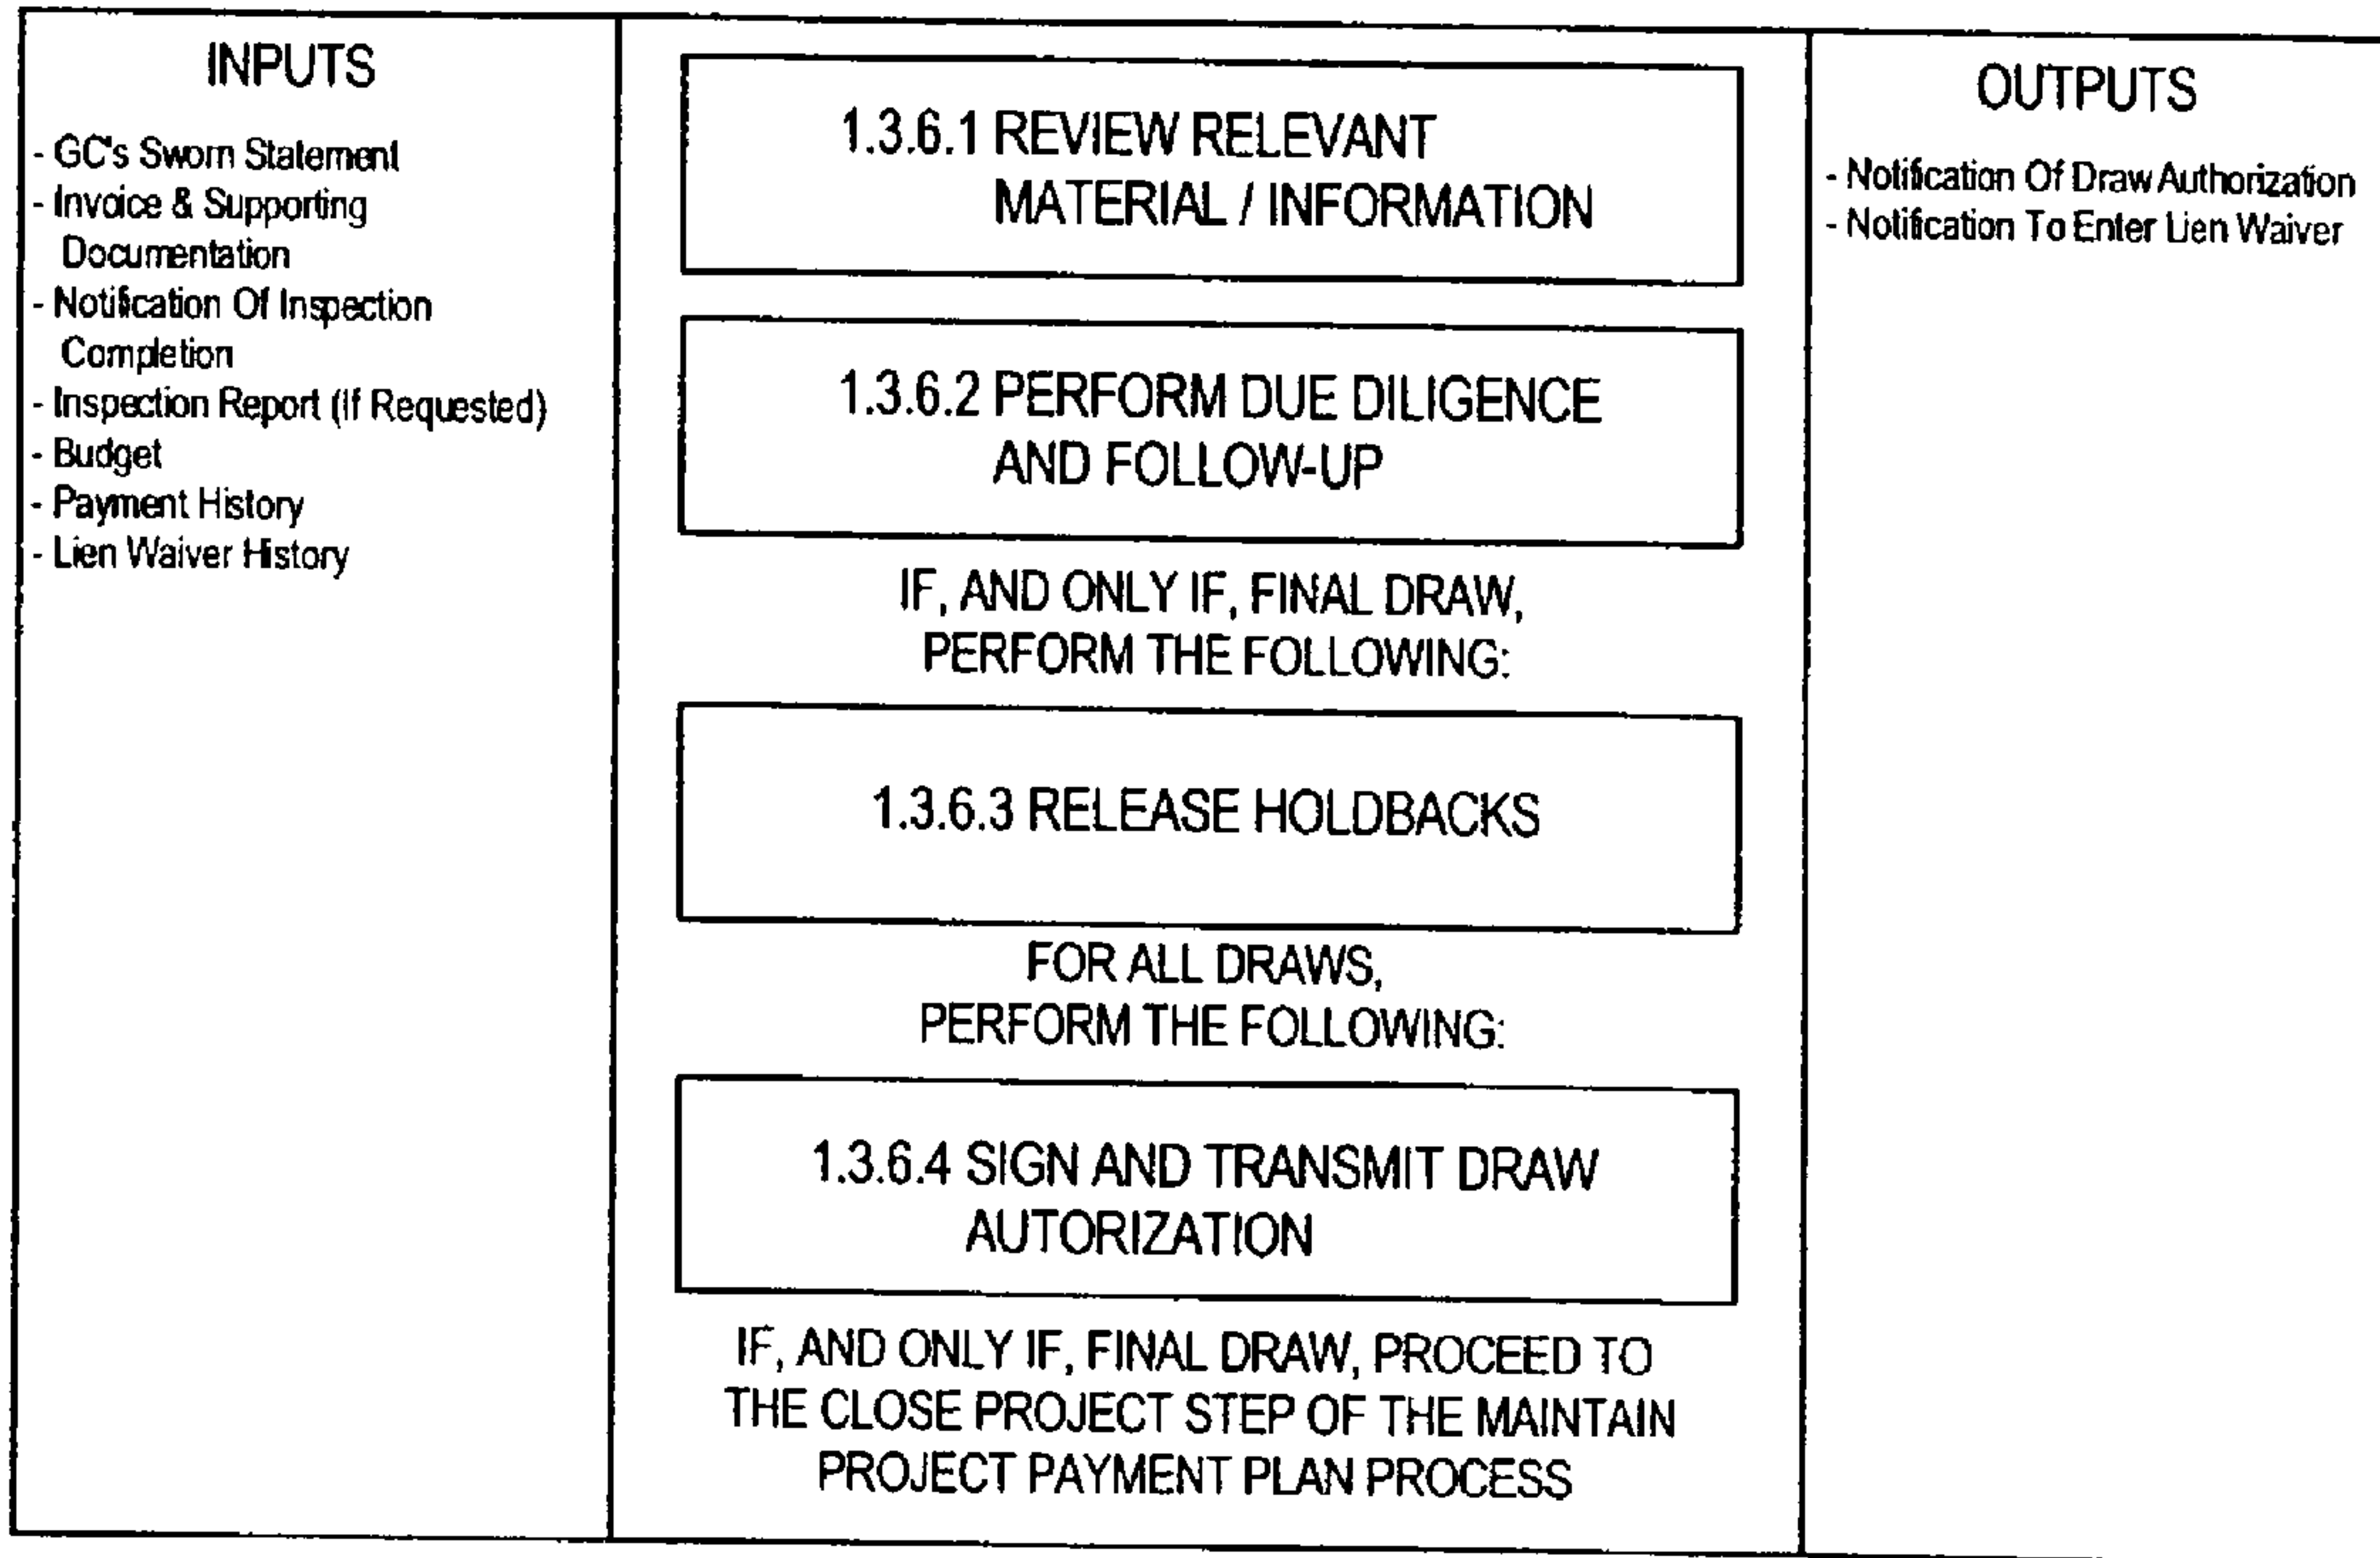 INPUTS
- GC's Sworn Statement
- Invoice & Supporting
Documentation
- Notification Of Inspection
Completion
- Inspection Report (If Requested)
- Budget
- Payment History
- Lien Waiver History
1.3.6.1 REVIEW RELEVANT
MATERIAL / INFORMATION
1.3.6.2 PERFORM DUE DILIGENCE
AND FOLLOW-UP
IF, AND ONLY IF, FINAL DRAW,
PERFORM THE FOLLOWING:
1.3.6.3 RELEASE HOLDBACKS
FOR ALL DRAWS,
PERFORM THE FOLLOWING:
1.3.6.4 SIGN AND TRANSMIT DRAW
AUTORIZATION
IF, AND ONLY IF, FINAL DRAW, PROCEED TO
THE CLOSE PROJECT STEP OF THE MAINTAIN
PROJECT PAYMENT PLAN PROCESS
OUTPUTS
- Notification Of Draw Authorization
- Notification To Enter Lien Waiver